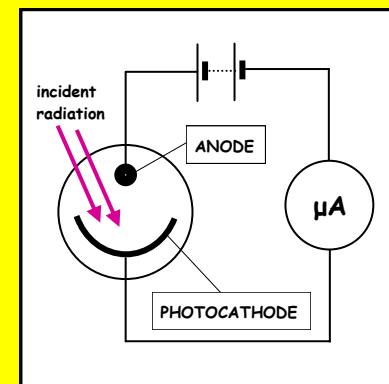 incident
radiation
ANODE
µA
PHOTOCATHODE